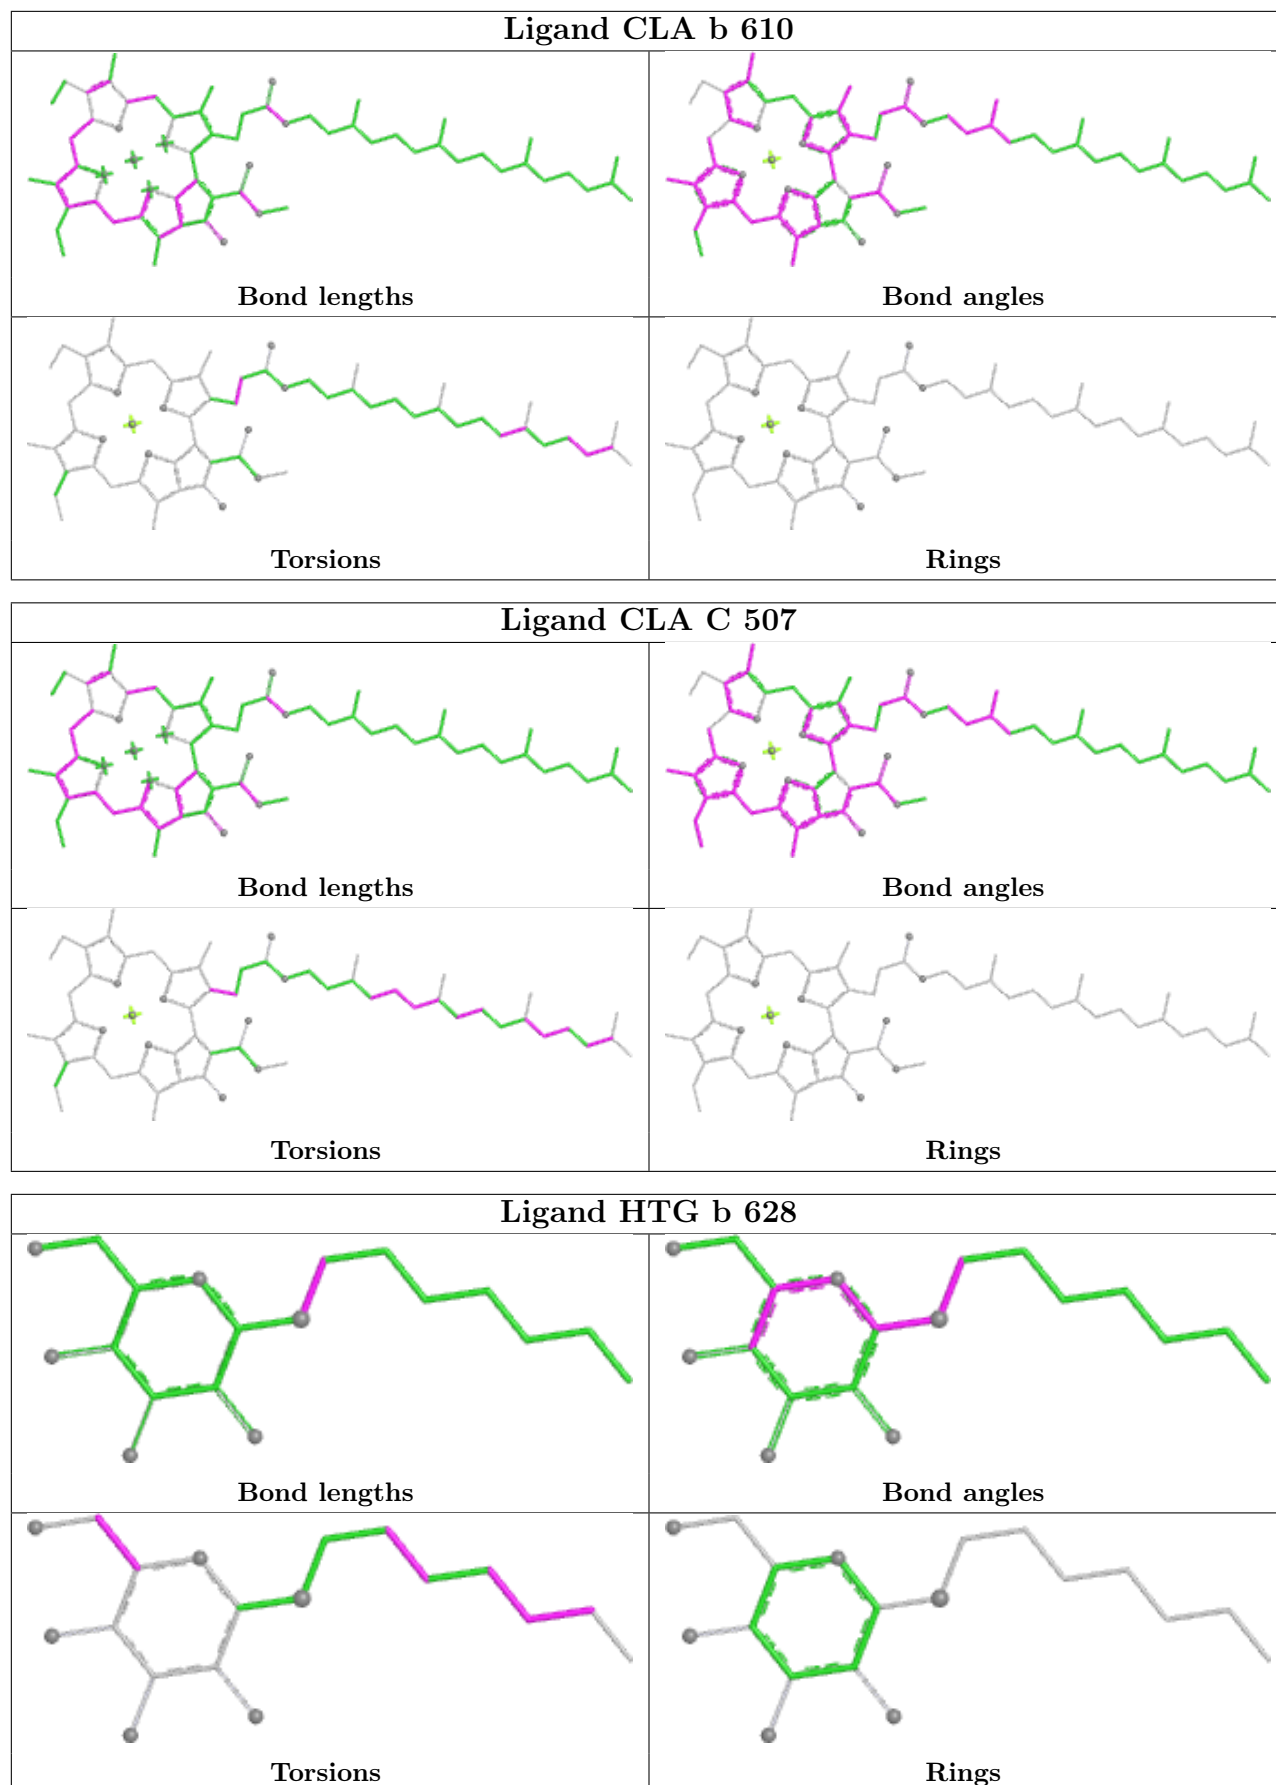 Ligand CLA b 610
Bond lengths
Bond angles
Torsions
Rings
Ligand CLA C 507
Bond lengths
Bond angles
Torsions
Rings
Ligand HTG b 628
Bond lengths
Bond angles
Torsions
Rings